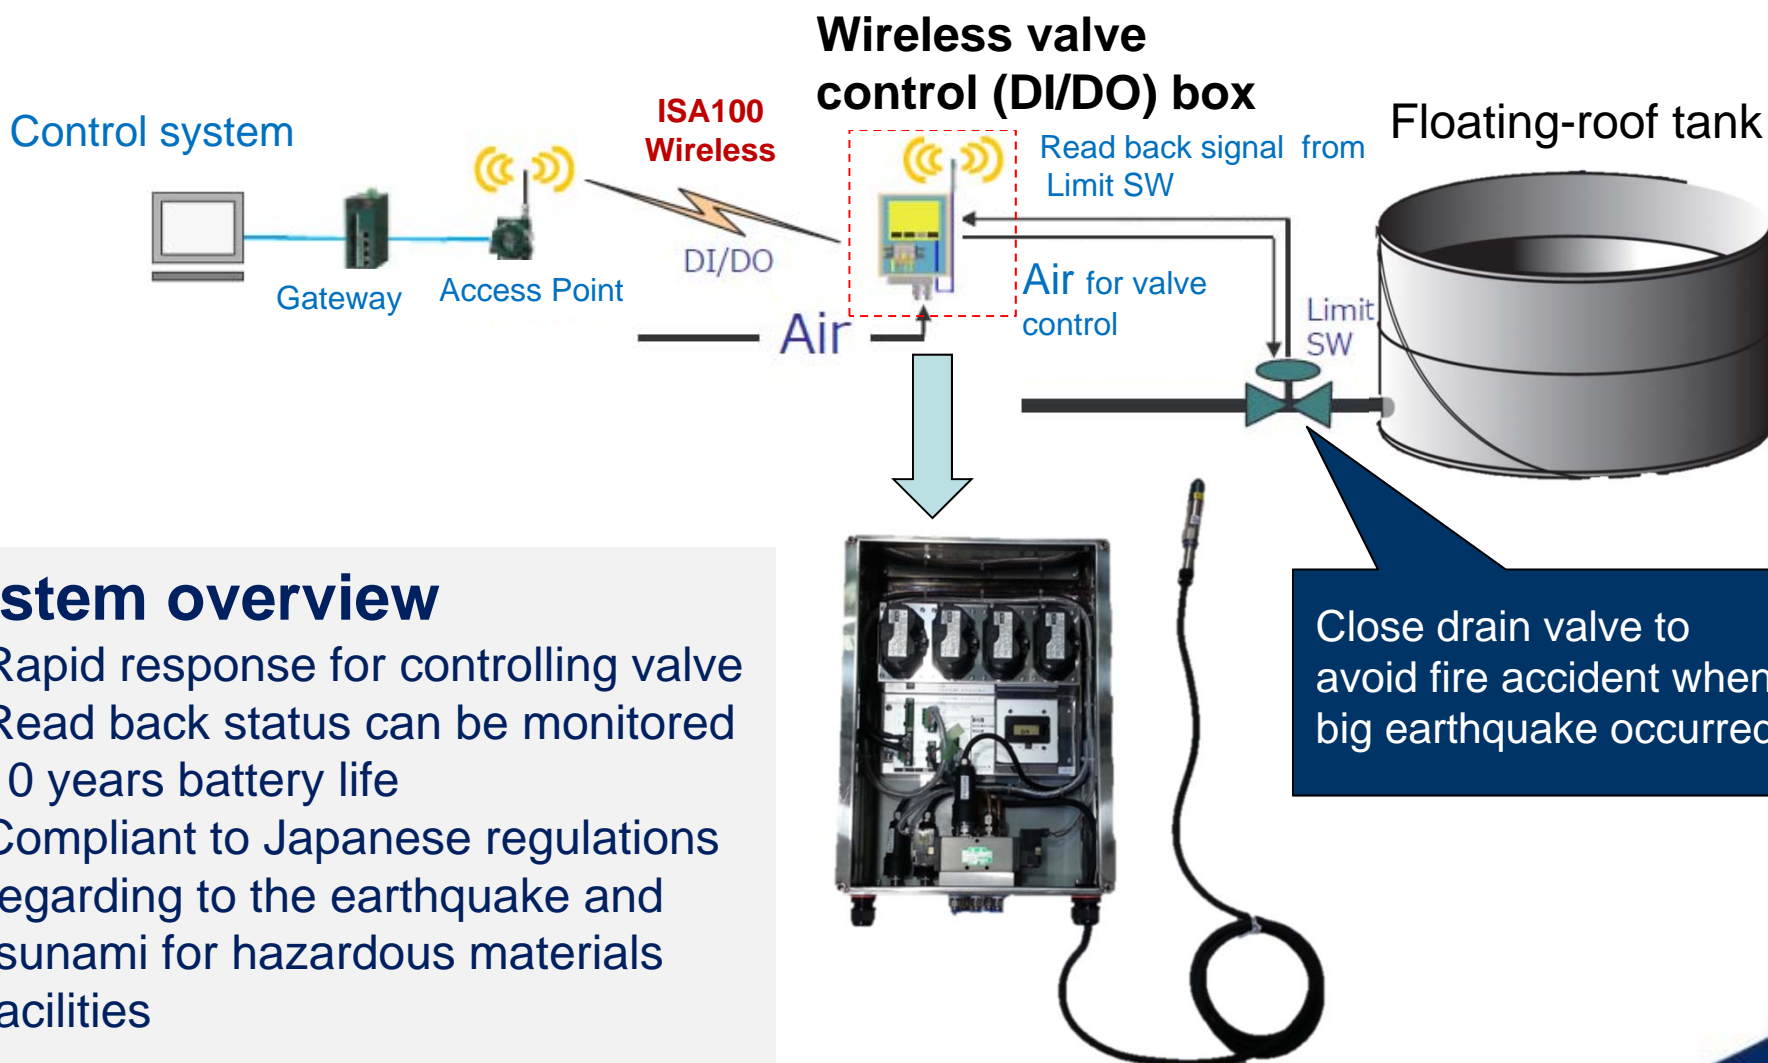 Wireless valve
control (DI/DO) box
Control system
ISA100
Wireless
Floating-roof tank
Read back signal from
Limit SW
DI/DO
Gateway
Access Point
Air
Air for valve
control
Limit
SW
stem overview
Rapid response for controlling valve
Read back status can be monitored
0 years battery life
Compliant to Japanese regulations
egarding to the earthquake and
sunami for hazardous materials
acilities
Close drain valve to
avoid fire accident when
big earthquake occurred